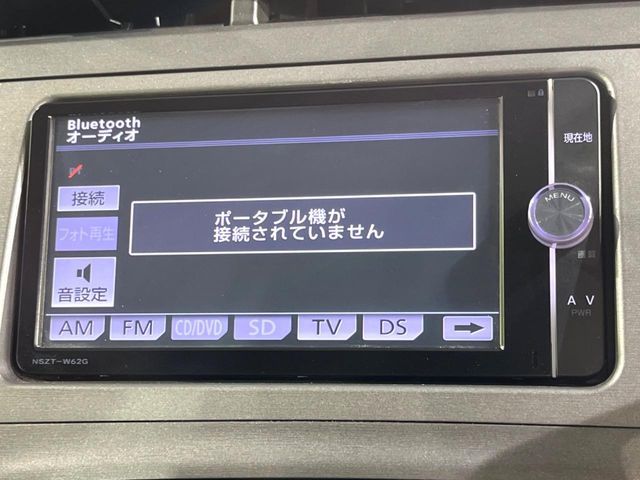 Bluetooth
オーディオ
接続
フォト再生
音設定
ポータブル機が
接続されていません
AM FM CD/DVD SD TV DS
NSZT-W62G
現在地
MENU
AV
PWR